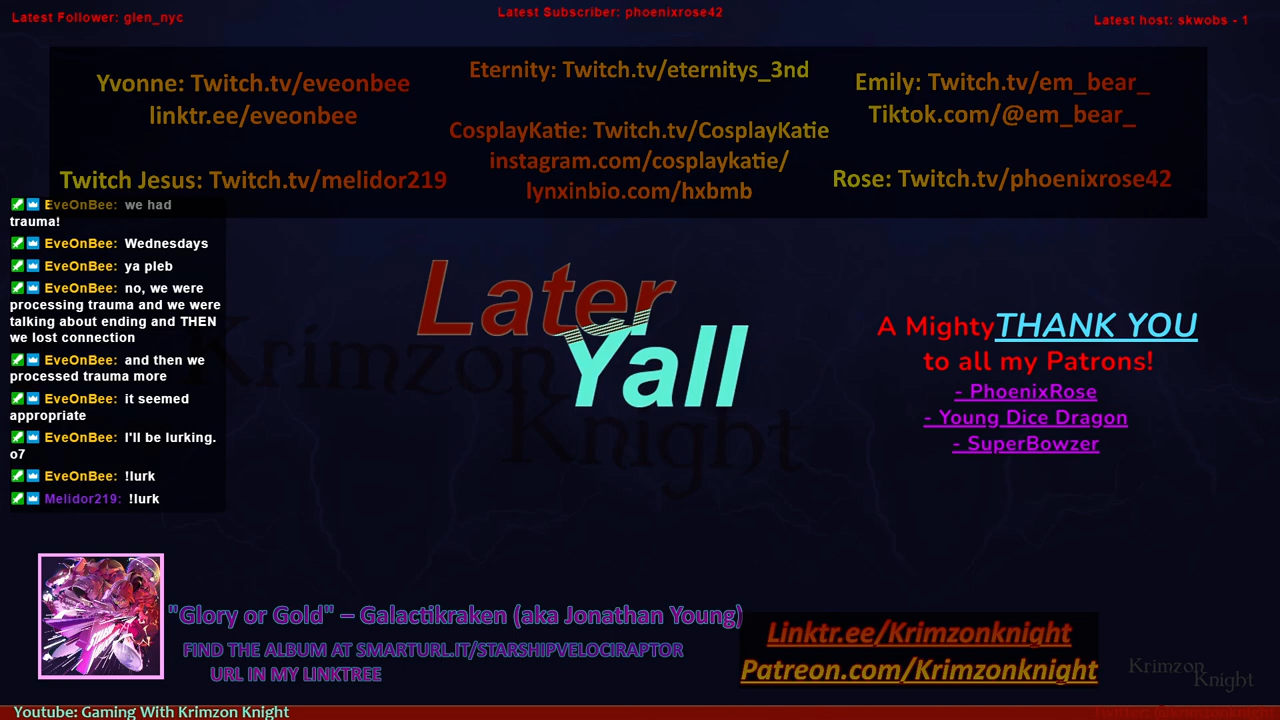 Latest Follower: glen_nyc
Latest Subscriber: phoenixrose42
Latest host: skwobs - 1
Yvonne: Twitch.tv/eveonbee
linktr.ee/eveonbee
Twitch Jesus: Twitch.tv/melidor219
Eternity: Twitch.tv/eternitys_3nd
CosplayKatie: Twitch.tv/CosplayKatie
instagram.com/cosplaykatie/
lynxinbio.com/hxbmb
Emily: Twitch.tv/em_bear_
Tiktok.com/@em_bear_
Rose: Twitch.tv/phoenixrose42
EveOnBee: we had
trauma!
EveOnBee: Wednesdays
EveOnBee: ya pleb
EveOnBee: no, we were
processing trauma and we were
talking about ending and THEN
we lost connection
EveOnBee: and then we
processed trauma more
EveOnBee: it seemed
appropriate
EveOnBee: I'll be lurking.
o7
EveOnBee: !lurk
Melidor219: !lurk
Later
Yall
Krimzon
Knight
A Mighty THANK YOU
to all my Patrons!
- PhoenixRose
- Young Dice Dragon
- SuperBowzer
"Glory or Gold" – Galactikraken (aka Jonathan Young)
FIND THE ALBUM AT SMARTURL.IT/STARSHIPVELOCIRAPTOR
URL IN MY LINKTREE
Linktr.ee/Krimzonknight
Patreon.com/Krimzonknight
Krimzon
Knight
Youtube: Gaming With Krimzon Knight